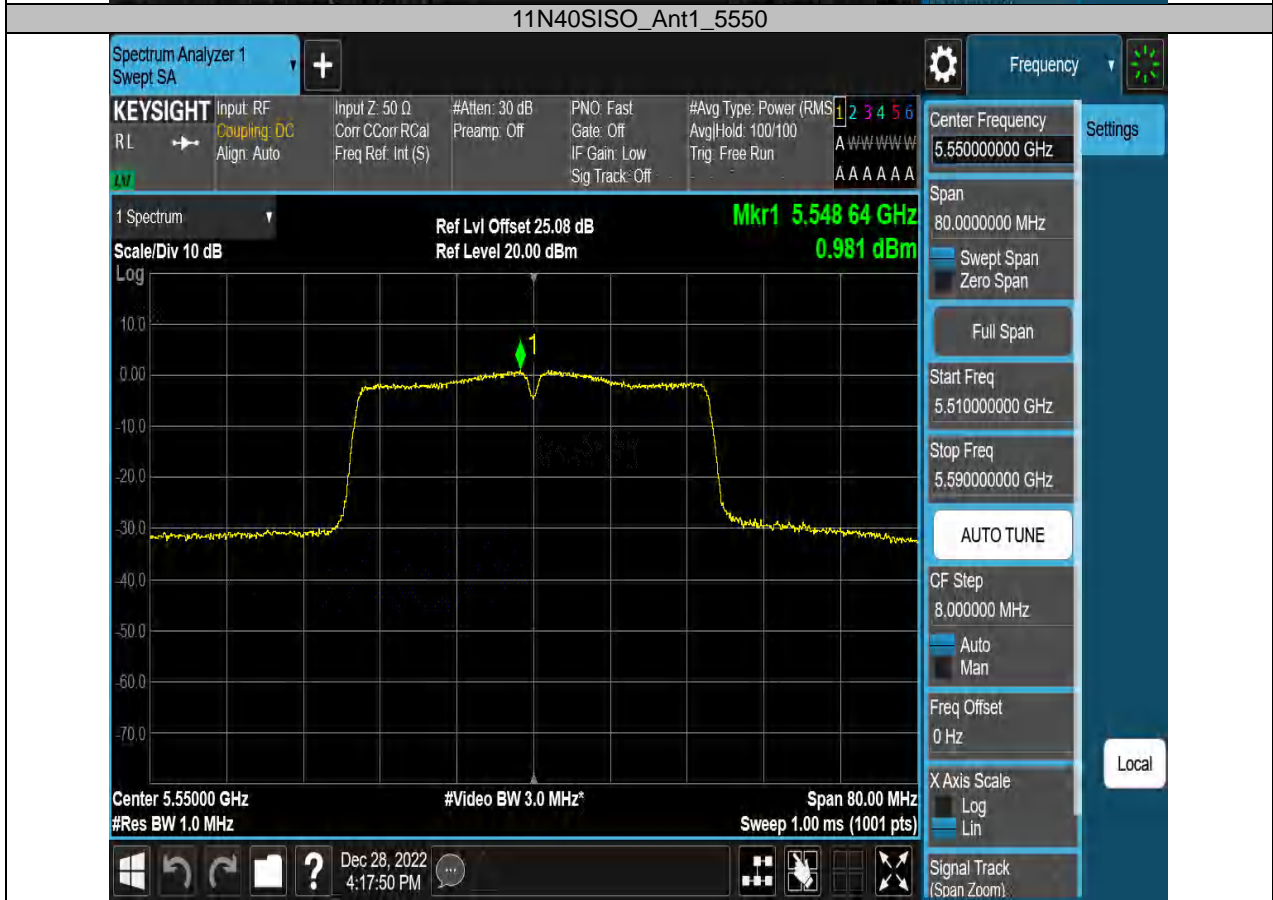 11N40SISO_Ant1_5550
Spectrum Analyzer 1
Swept SA
Frequency
KEYSIGHT
Input: RF
Coupling: DC
Align: Auto
Input Z: 50 Ω
Corr CCorr RCal
Freq Ref: Int (S)
#Atten: 30 dB
Preamp: Off
PNO: Fast
Gate: Off
IF Gain: Low
Sig Track: Off
#Avg Type: Power (RMS
Avg|Hold: 100/100
Trig: Free Run
1 2 3 4 5 6
A W W W W W
A A A A A A
R L
1 Spectrum
Scale/Div 10 dB
Ref Lvl Offset 25.08 dB
Ref Level 20.00 dBm
Mkr1 5.548 64 GHz
0.981 dBm
Log
10.0
0.00
-10.0
-20.0
-30.0
-40.0
-50.0
-60.0
-70.0
1
Center 5.55000 GHz
#Video BW 3.0 MHz*
Span 80.00 MHz
#Res BW 1.0 MHz
Sweep 1.00 ms (1001 pts)
Dec 28, 2022
4:17:50 PM
Center Frequency
5.550000000 GHz
Settings
Span
80.0000000 MHz
Swept Span
Zero Span
Full Span
Start Freq
5.510000000 GHz
Stop Freq
5.590000000 GHz
AUTO TUNE
CF Step
8.000000 MHz
Auto
Man
Freq Offset
0 Hz
X Axis Scale
Log
Lin
Local
Signal Track
(Span Zoom)